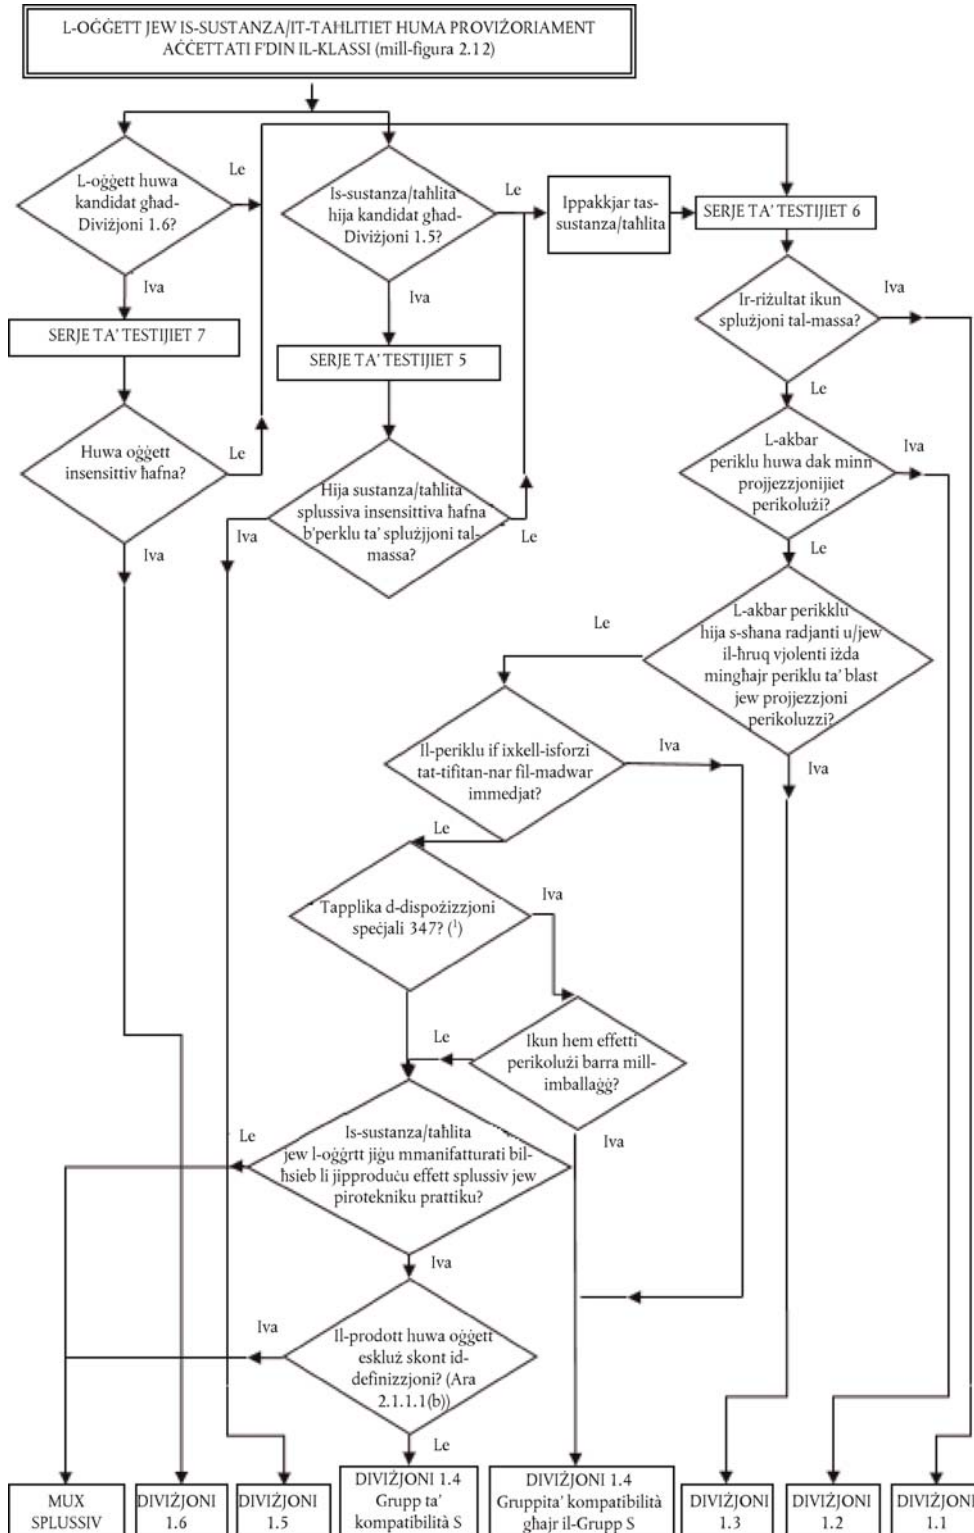 L-OĠĠETT JEW IS-SUSTANZA/IT-TAĦLITIET HUMA PROVIŻORIAMENT
AĊĊETTATI F'DIN IL-KLASSI (mill-figura 2.12)
L-oġġett huwa
kandidat għad-
Diviżjoni 1.6?
Le
Iva
Is-sustanza/taħlita
hija kandidat għad-
Diviżjoni 1.5?
Le
Iva
Ippakkjar tas-
sustanza/taħlita
SERJE TA' TESTIJIET 6
SERJE TA' TESTIJIET 7
SERJE TA' TESTIJIET 5
Ir-riżultat ikun
splużjoni tal-massa?
Iva
Le
Huwa oġġett
insensittiv ħafna?
Le
Iva
Hija sustanza/taħlita
splussiva insensittiva ħafna
b'perklu ta' splużjjoni tal-
massa?
Iva
Le
L-akbar
periklu huwa dak minn
projjezzjonijiet
perikolużi?
Iva
Le
L-akbar perikklu
hija s-sħana radjanti u/jew
il-ħruq vjolenti iżda
mingħajr periklu ta' blast
jew projjezzjoni
perikoluzzi?
Le
Iva
Il-periklu if ixkell-isforzi
tat-tifitan-nar fil-madwar
immedjat?
Iva
Le
Tapplika d-dispożizzjoni
speċjali 347? (¹)
Iva
Ikun hem effetti
perikolużi barra mill-
imballaġġ?
Le
Iva
Is-sustanza/taħlita
jew l-oġġrtt jiġu mmanifatturati bil-
ħsieb li jipproduċu effett splussiv jew
pirotekniku prattiku?
Le
Iva
Il-prodott huwa oġġett
eskluż skont id-
definizzjoni? (Ara
2.1.1.1(b))
Iva
Le
MUX
SPLUSSIV
DIVIŻJONI
1.6
DIVIŻJONI
1.5
DIVIŻJONI 1.4
Grupp ta'
kompatibilità S
DIVIŻJONI 1.4
Gruppita' kompatibilità
għajr il-Grupp S
DIVIŻJONI
1.3
DIVIŻJONI
1.2
DIVIŻJONI
1.1